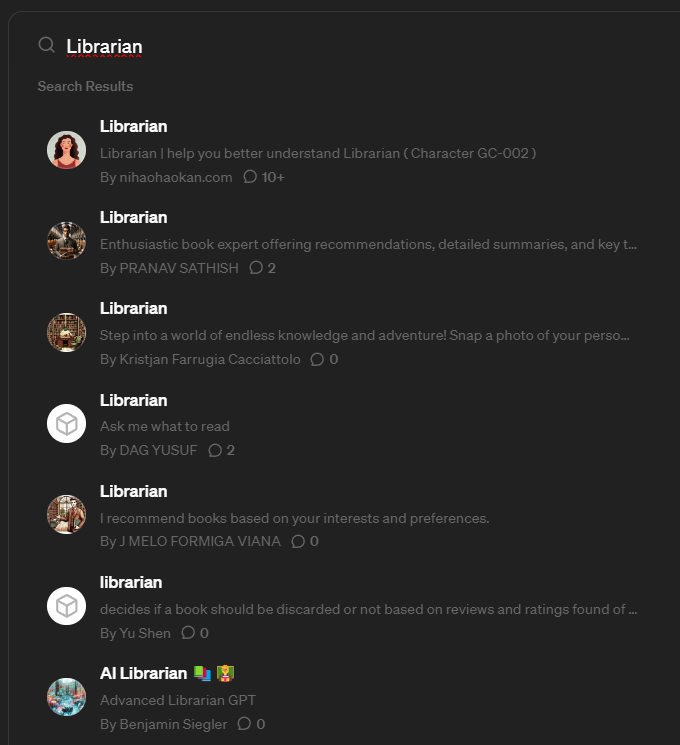 Librarian
Search Results
Librarian
Librarian | help you better understand Librarian ( Character GC-002 )
By nihaohaokan.com 10+
Librarian
Enthusiastic book expert offering recommendations, detailed summaries, and key t...
By PRANAV SATHISH 2
Librarian
Step into a world of endless knowledge and adventure! Snap a photo of your perso...
By Kristjan Farrugia Cacciattolo 0
Librarian
Ask me what to read
By DAG YUSUF 2
Librarian
I recommend books based on your interests and preferences.
By J MELO FORMIGA VIANA 0
librarian
decides if a book should be discarded or not based on reviews and ratings found of ...
By Yu Shen 0
AI Librarian
Advanced Librarian GPT
By Benjamin Siegler 0